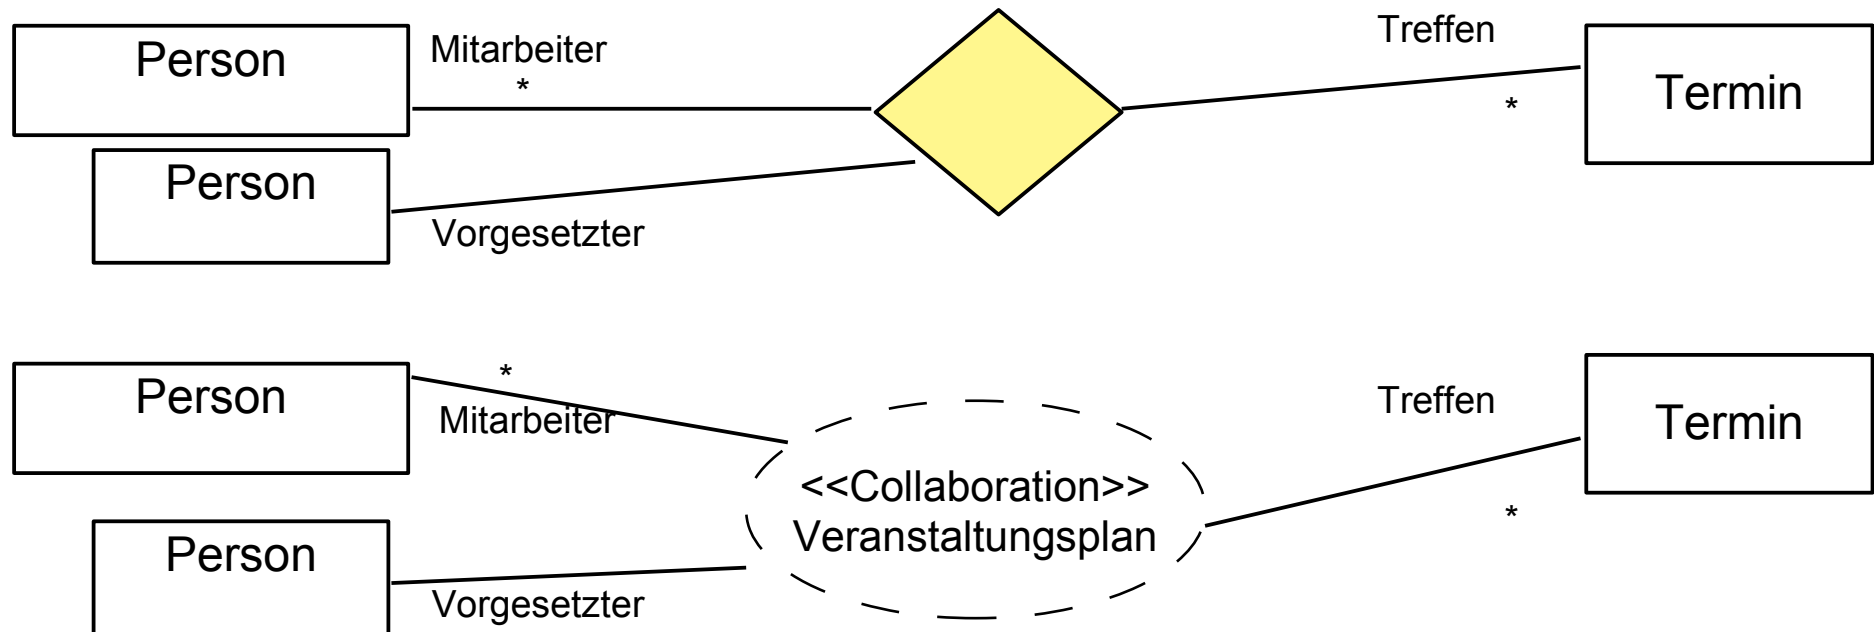 Person
Mitarbeiter
*
Treffen
*
Termin
Person
Vorgesetzter
Person
*
Mitarbeiter
Treffen
*
Termin
<<Collaboration>>
Veranstaltungsplan
Person
Vorgesetzter